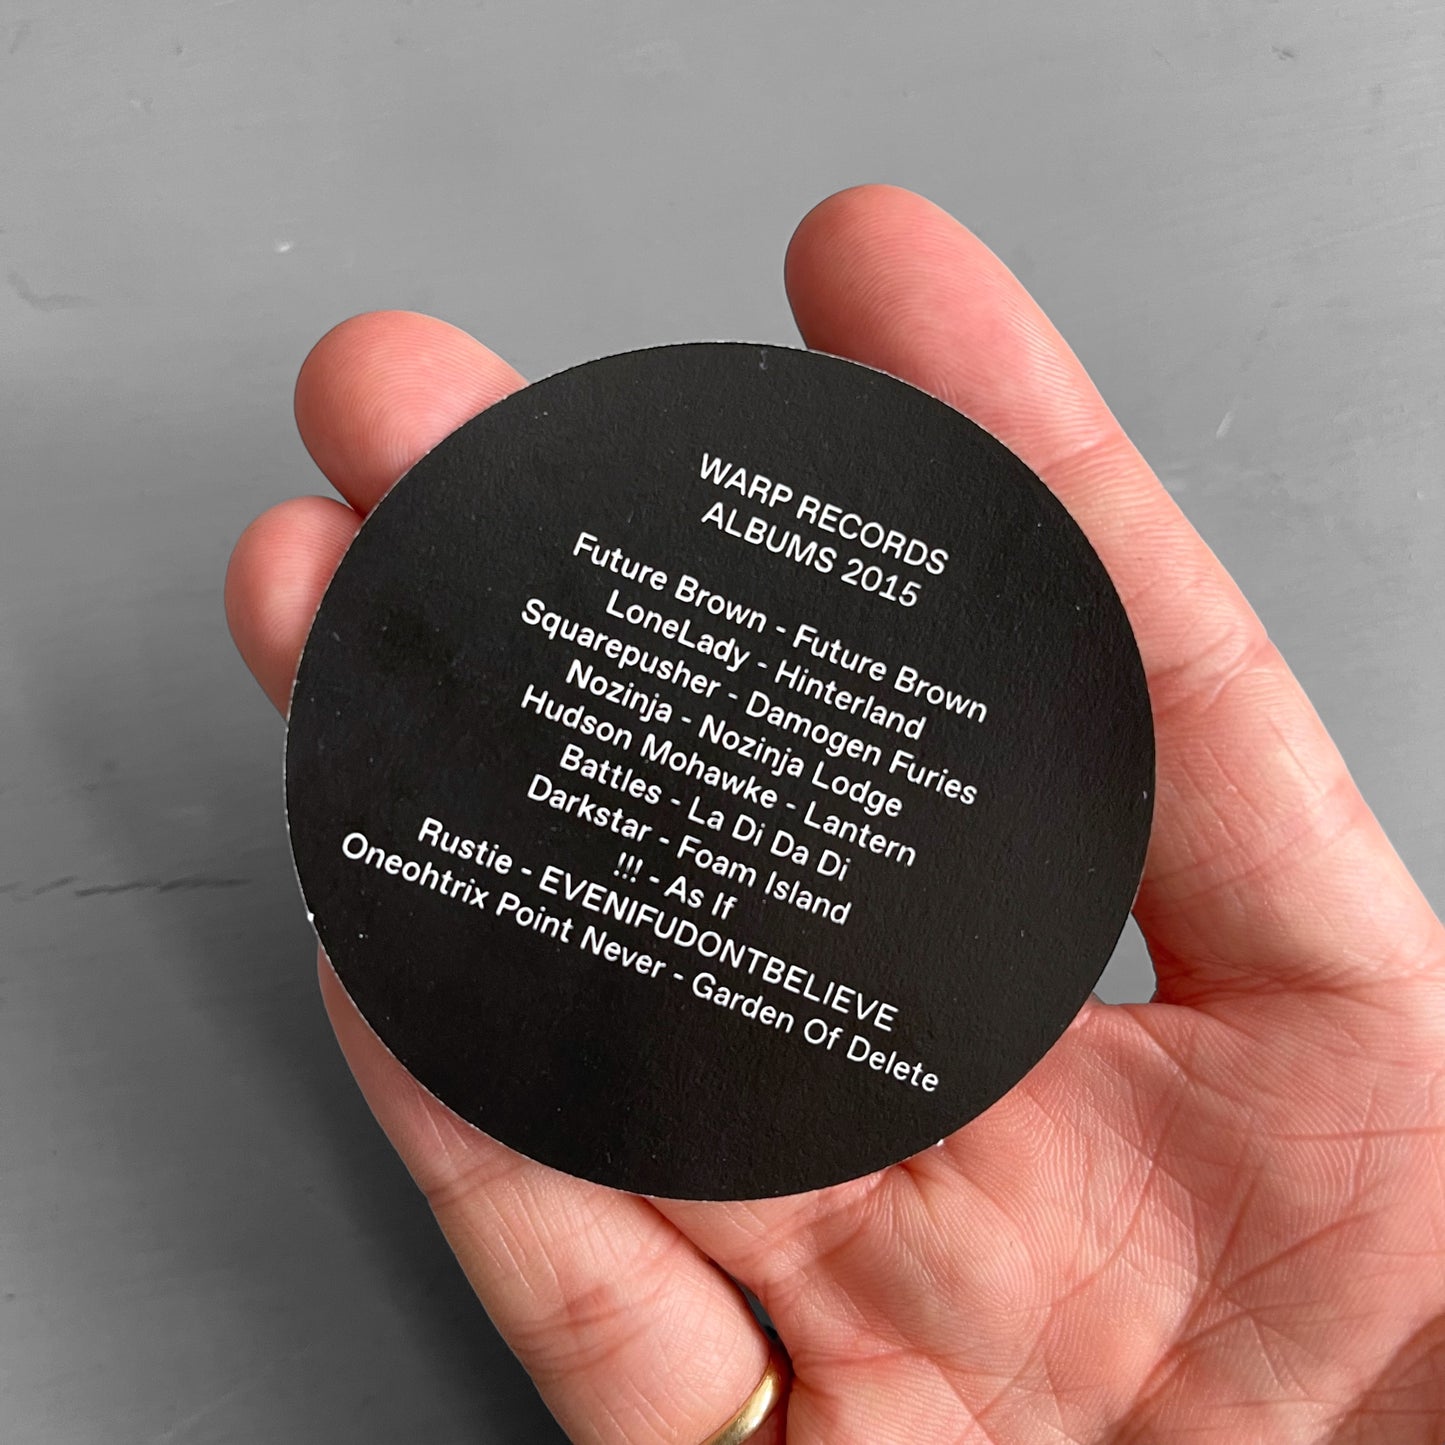 WARP RECORDS
ALBUMS 2015
Future Brown - Future Brown
LoneLady - Hinterland
Squarepusher - Damogen Furies
Nozinja - Nozinja Lodge
Hudson Mohawke - Lantern
Battles - La Di Da Di
Darkstar - Foam Island
!!! - As If
Rustie - EVENIFUDONTBELIEVE
Oneohtrix Point Never - Garden Of Delete